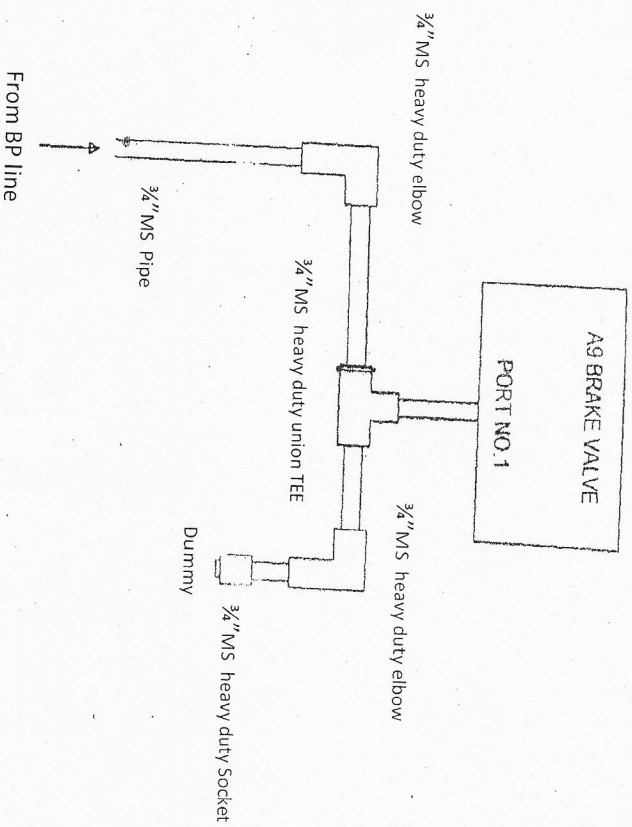 A9 BRAKE VALVE
PORT NO.1
¾"MS heavy duty elbow
¾"MS heavy duty union TEE
¾"MS heavy duty elbow
¾"MS Pipe
Dummy
¾"MS heavy duty Socket
From BP line